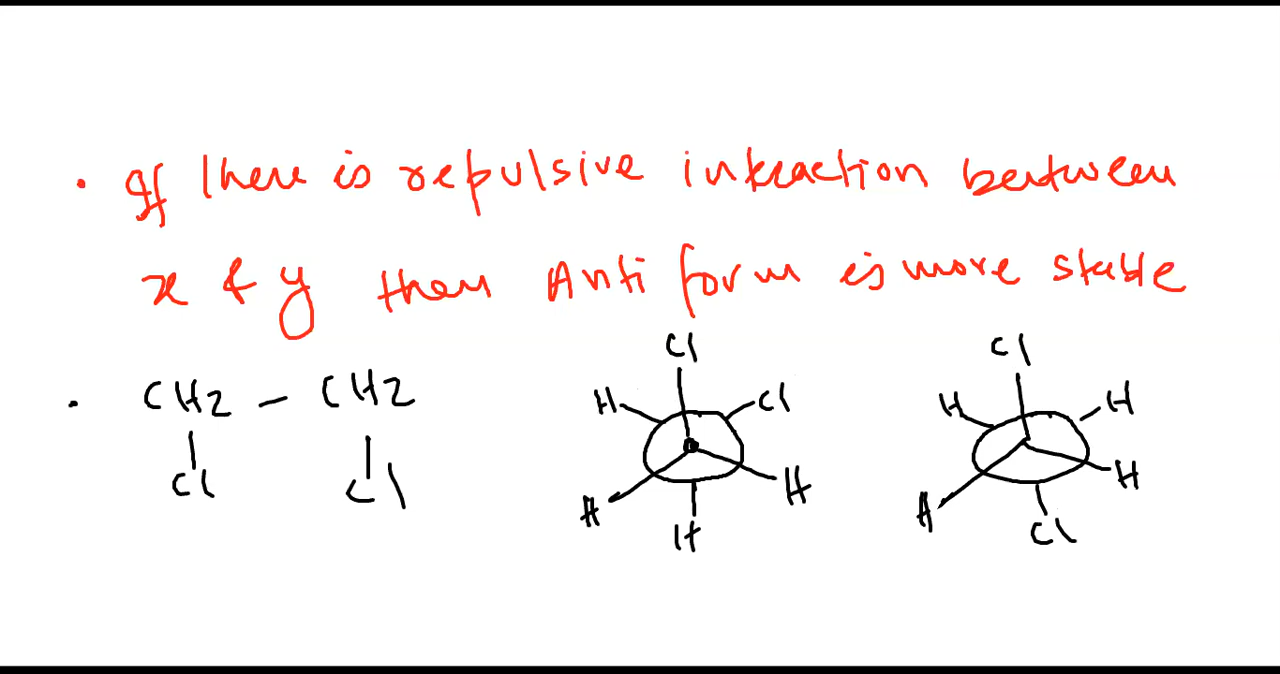 . If there is repulsive interaction between
x & y then Anti form is more stable
. CH2 - CH2
Cl Cl
Cl
H Cl
H H
H
Cl
H H
H H
Cl